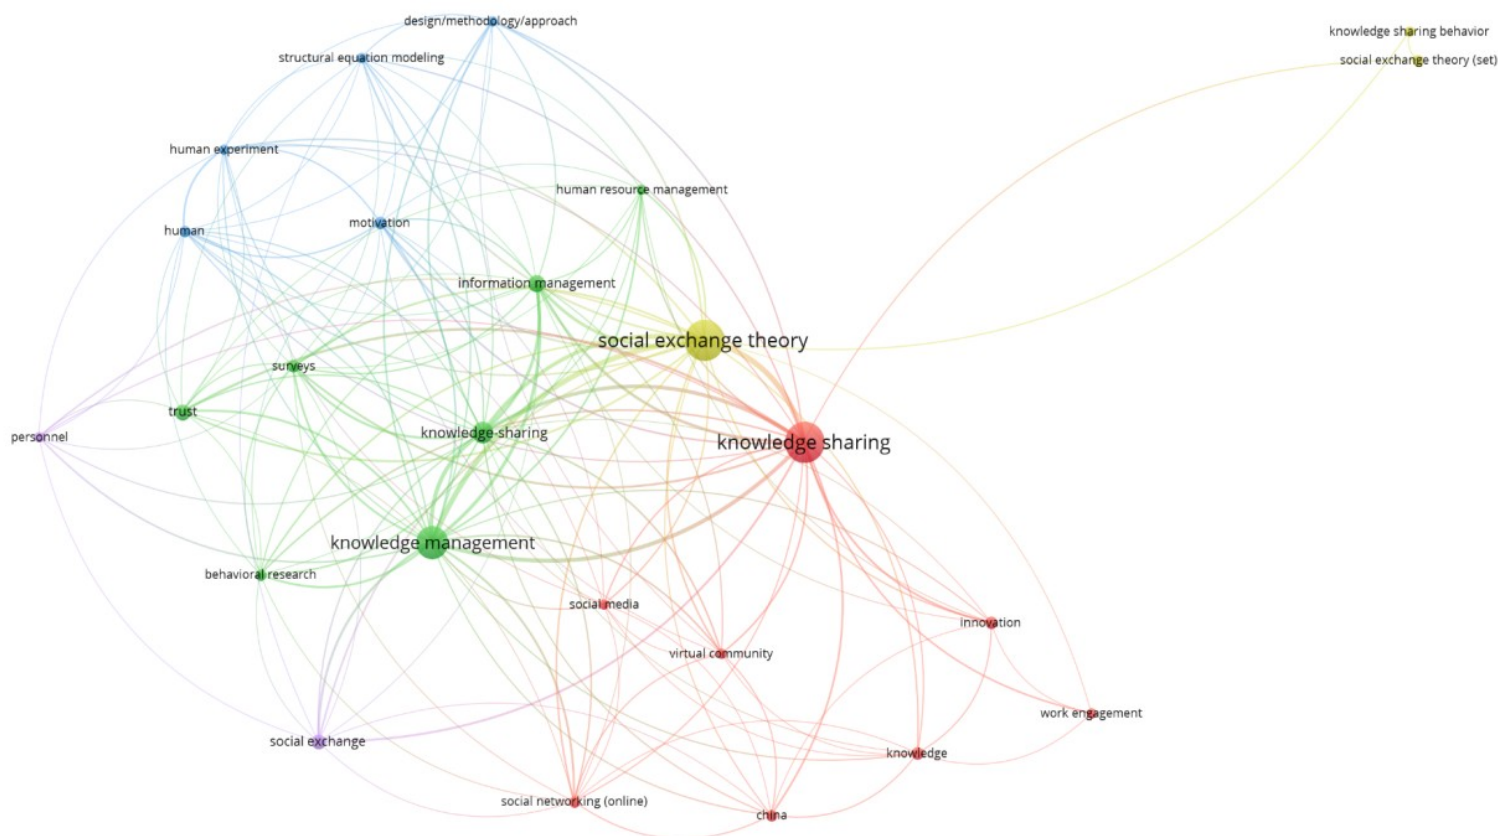 design/methodology/approach
knowledge sharing behavior
structural equation modeling
social exchange theory (set)
human experiment
human resource management
motivation
human
information management
social exchange theory
surveys
trust
knowledge-sharing
personnel
knowledge sharing
knowledge management
behavioral research
social media
innovation
virtual community
work engagement
social exchange
knowledge
social networking (online)
china